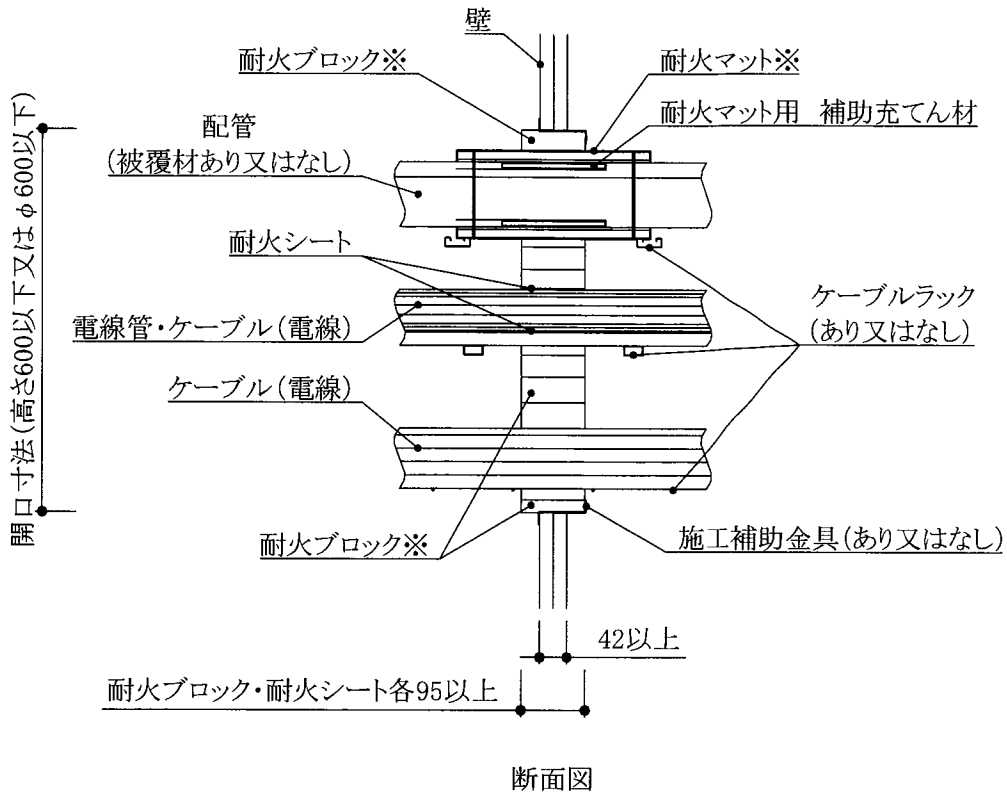 壁
耐火ブロック※
耐火マット※
配管
(被覆材あり又はなし)
耐火マット用 補助充てん材
開口寸法(高さ600以下又はφ600以下)
耐火シート
電線管・ケーブル(電線)
ケーブルラック
(あり又はなし)
ケーブル(電線)
耐火ブロック※
施工補助金具(あり又はなし)
42以上
耐火ブロック・耐火シート各95以上
断面図